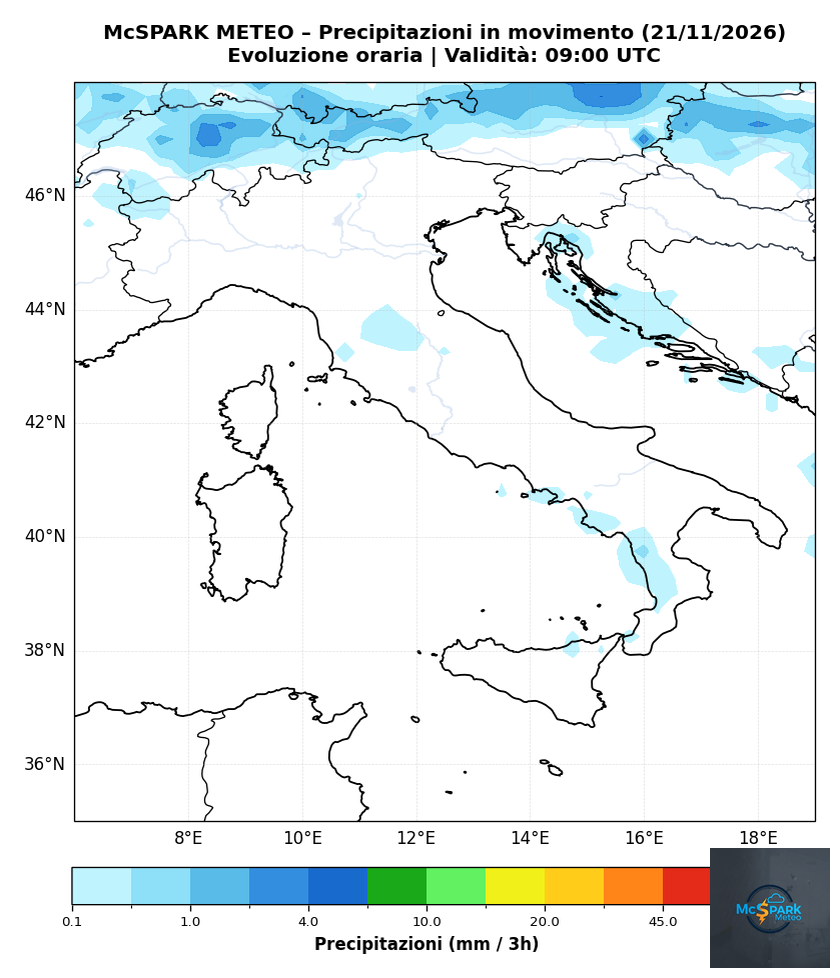 McSPARK METEO – Precipitazioni in movimento (21/11/2026)
Evoluzione oraria | Validità: 09:00 UTC
46°N
44°N
42°N
40°N
38°N
36°N
8°E 10°E 12°E 14°E 16°E 18°E
0.1 1.0 4.0 10.0 20.0 45.0
Precipitazioni (mm / 3h)
McSPARK
Meteo